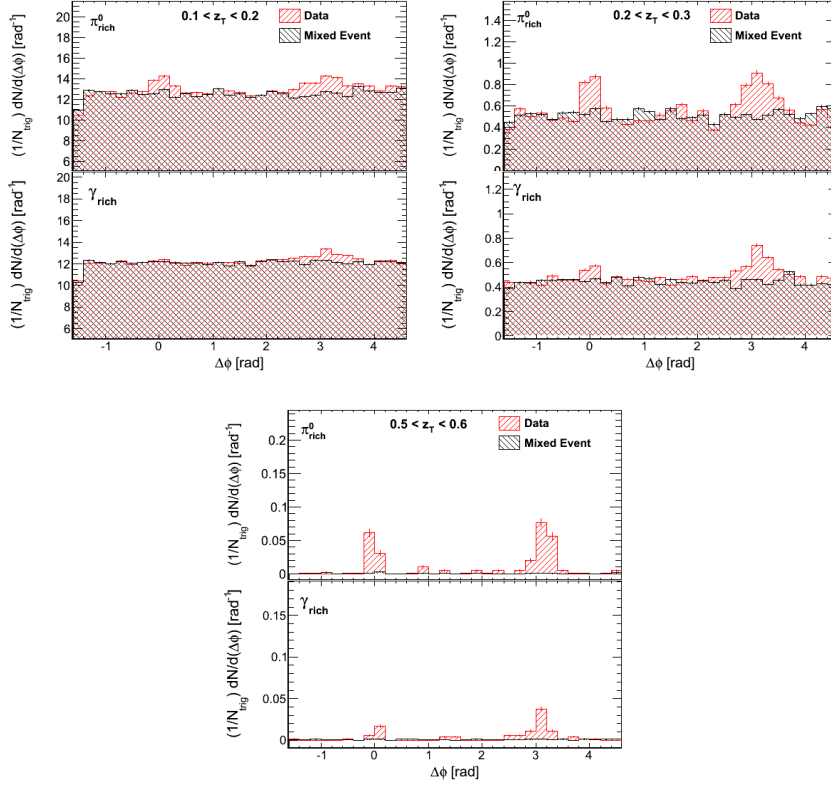 π⁰rich
0.1 < zT < 0.2
Data
Mixed Event
(1/Ntrig) dN/d(Δϕ) [rad⁻¹]
20
18
16
14
12
10
8
6
γrich
(1/Ntrig) dN/d(Δϕ) [rad⁻¹]
20
18
16
14
12
10
8
6
-1
0
1
2
3
4
Δϕ [rad]
π⁰rich
0.2 < zT < 0.3
Data
Mixed Event
(1/Ntrig) dN/d(Δϕ) [rad⁻¹]
1.4
1.2
1
0.8
0.6
0.4
0.2
0
γrich
(1/Ntrig) dN/d(Δϕ) [rad⁻¹]
1.2
1
0.8
0.6
0.4
0.2
0
-1
0
1
2
3
4
Δϕ [rad]
π⁰rich
0.5 < zT < 0.6
Data
Mixed Event
(1/Ntrig) dN/d(Δϕ) [rad⁻¹]
0.2
0.15
0.1
0.05
0
γrich
(1/Ntrig) dN/d(Δϕ) [rad⁻¹]
0.15
0.1
0.05
0
-1
0
1
2
3
4
Δϕ [rad]